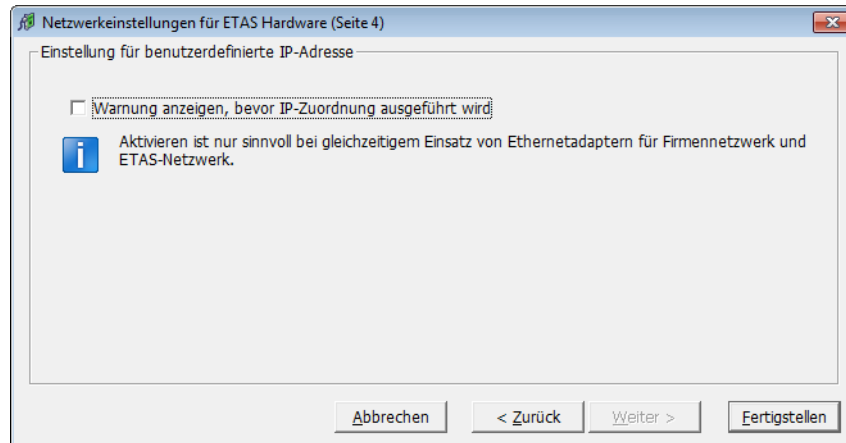 Netzwerkeinstellungen für ETAS Hardware (Seite 4)
Einstellung für benutzerdefinierte IP-Adresse
Warnung anzeigen, bevor IP-Zuordnung ausgeführt wird
Aktivieren ist nur sinnvoll bei gleichzeitigem Einsatz von Ethernetadaptern für Firmennetzwerk und
ETAS-Netzwerk.
Abbrechen < Zurück Weiter > Fertigstellen